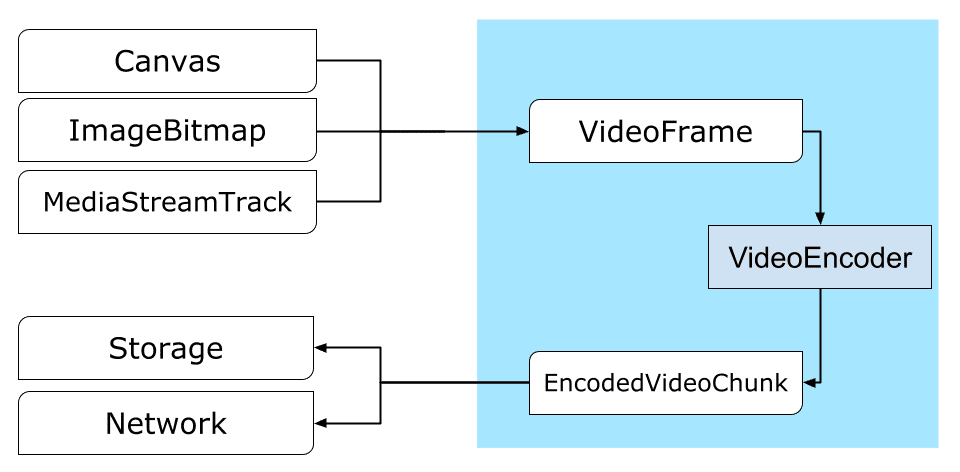 Canvas
ImageBitmap
MediaStreamTrack
VideoFrame
VideoEncoder
EncodedVideoChunk
Storage
Network